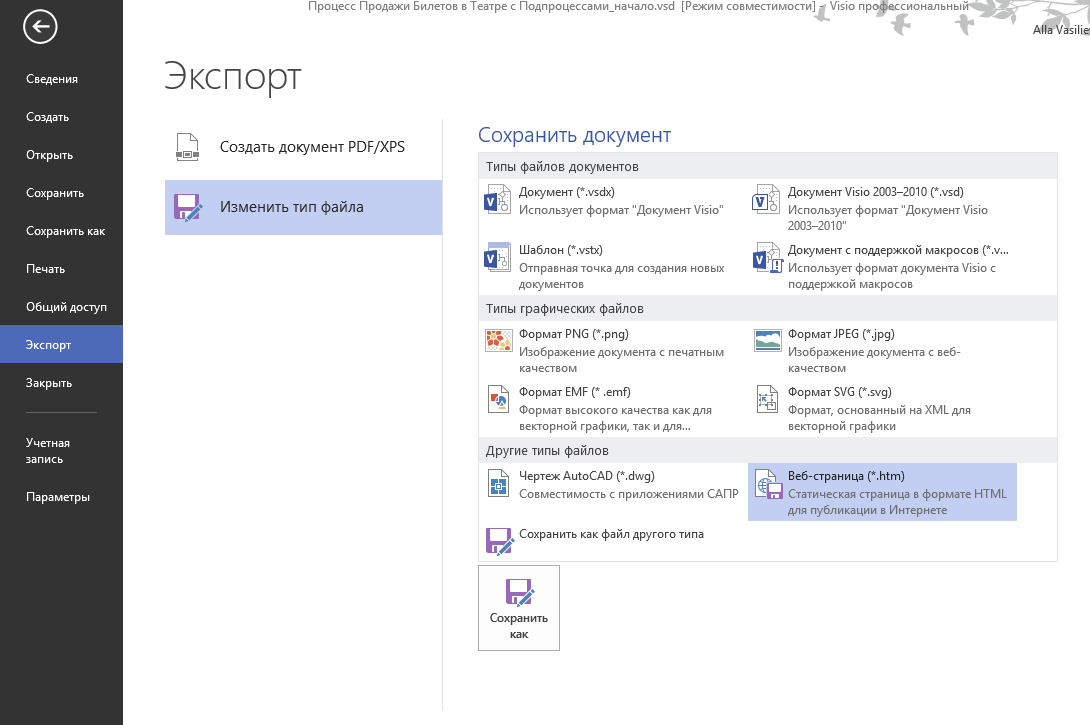 Процесс Продажи Билетов в Театре с Подпроцессами_начало.vsd [Режим совместимости] - Visio профессиональный
Alla Vasilie
Сведения
Создать
Открыть
Сохранить
Сохранить как
Печать
Общий доступ
Экспорт
Закрыть
Учетная
запись
Параметры
Экспорт
Создать документ PDF/XPS
Изменить тип файла
Сохранить документ
Типы файлов документов
Документ (*.vsdx)
Использует формат "Документ Visio"
Документ Visio 2003–2010 (*.vsd)
Использует формат "Документ Visio
2003–2010"
Шаблон (*.vstx)
Отправная точка для создания новых
документов
Документ с поддержкой макросов (*.v...
Использует формат документа Visio с
поддержкой макросов
Типы графических файлов
Формат PNG (*.png)
Изображение документа с печатным
качеством
Формат JPEG (*.jpg)
Изображение документа с веб-
качеством
Формат EMF (* .emf)
Формат высокого качества как для
векторной графики, так и для...
Формат SVG (*.svg)
Формат, основанный на XML для
векторной графики
Другие типы файлов
Чертеж AutoCAD (*.dwg)
Совместимость с приложениями САПР
Веб-страница (*.htm)
Статическая страница в формате HTML
для публикации в Интернете
Сохранить как файл другого типа
Сохранить
как